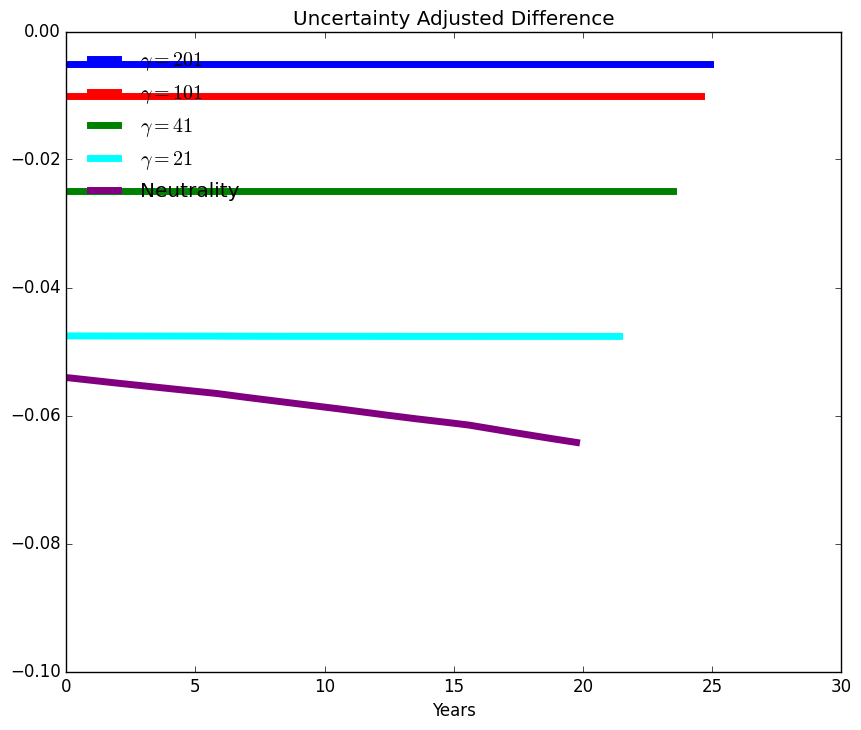 Uncertainty Adjusted Difference
0.00
γ = 201
γ = 101
γ = 41
γ = 21
Neutrality
−0.02
−0.04
−0.06
−0.08
−0.10
0 5 10 15 20 25 30
Years